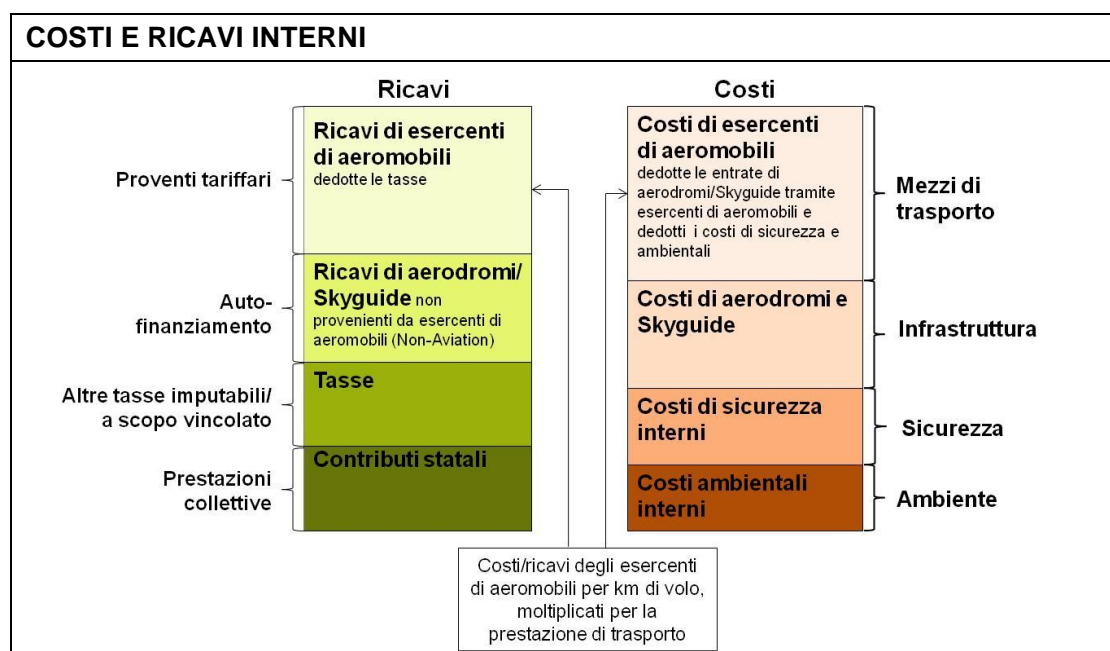 COSTI E RICAVI INTERNI
Ricavi
Costi
Proventi tariffari
Ricavi di esercenti
di aeromobili
dedotte le tasse
Costi di esercenti
di aeromobili
dedotte le entrate di
aerodromi/Skyguide tramite
esercenti di aeromobili e
dedotti i costi di sicurezza e
ambientali
Mezzi di
trasporto
Auto-
finanziamento
Ricavi di aerodromi/
Skyguide non
provenienti da esercenti di
aeromobili (Non-Aviation)
Costi di aerodromi e
Skyguide
Infrastruttura
Altre tasse imputabili/
a scopo vincolato
Tasse
Costi di sicurezza
interni
Sicurezza
Prestazioni
collettive
Contributi statali
Costi ambientali
interni
Ambiente
Costi/ricavi degli esercenti
di aeromobili per km di volo,
moltiplicati per la
prestazione di trasporto